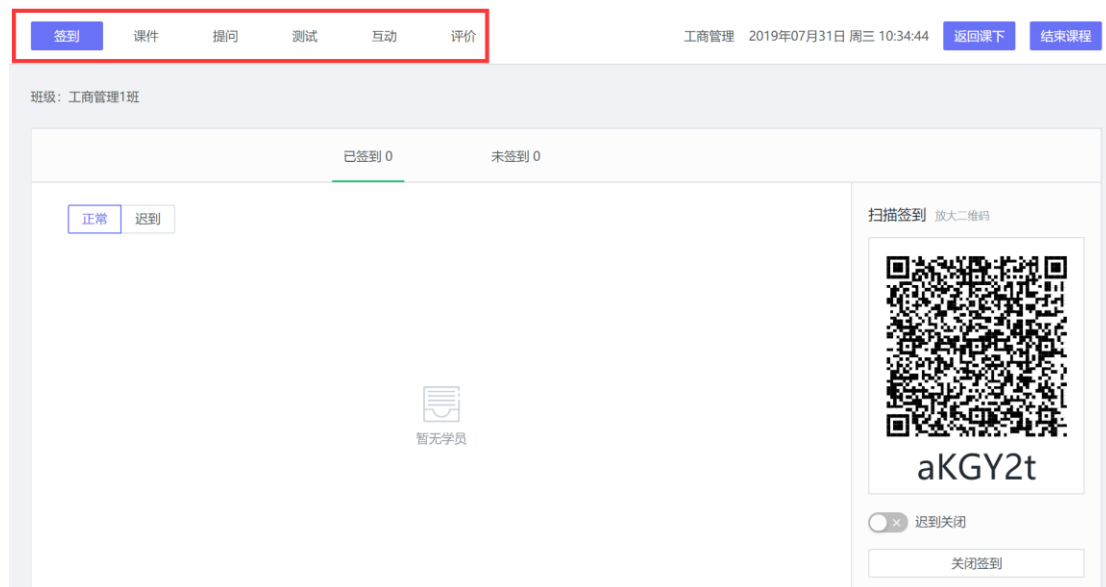 签到 课件 提问 测试 互动 评价 工商管理 2019年07月31日 周三 10:34:44 返回课下 结束课程
班级：工商管理1班
已签到 0 未签到 0
正常 迟到
扫描签到 放大二维码
暂无学员
aKGY2t
迟到关闭
关闭签到